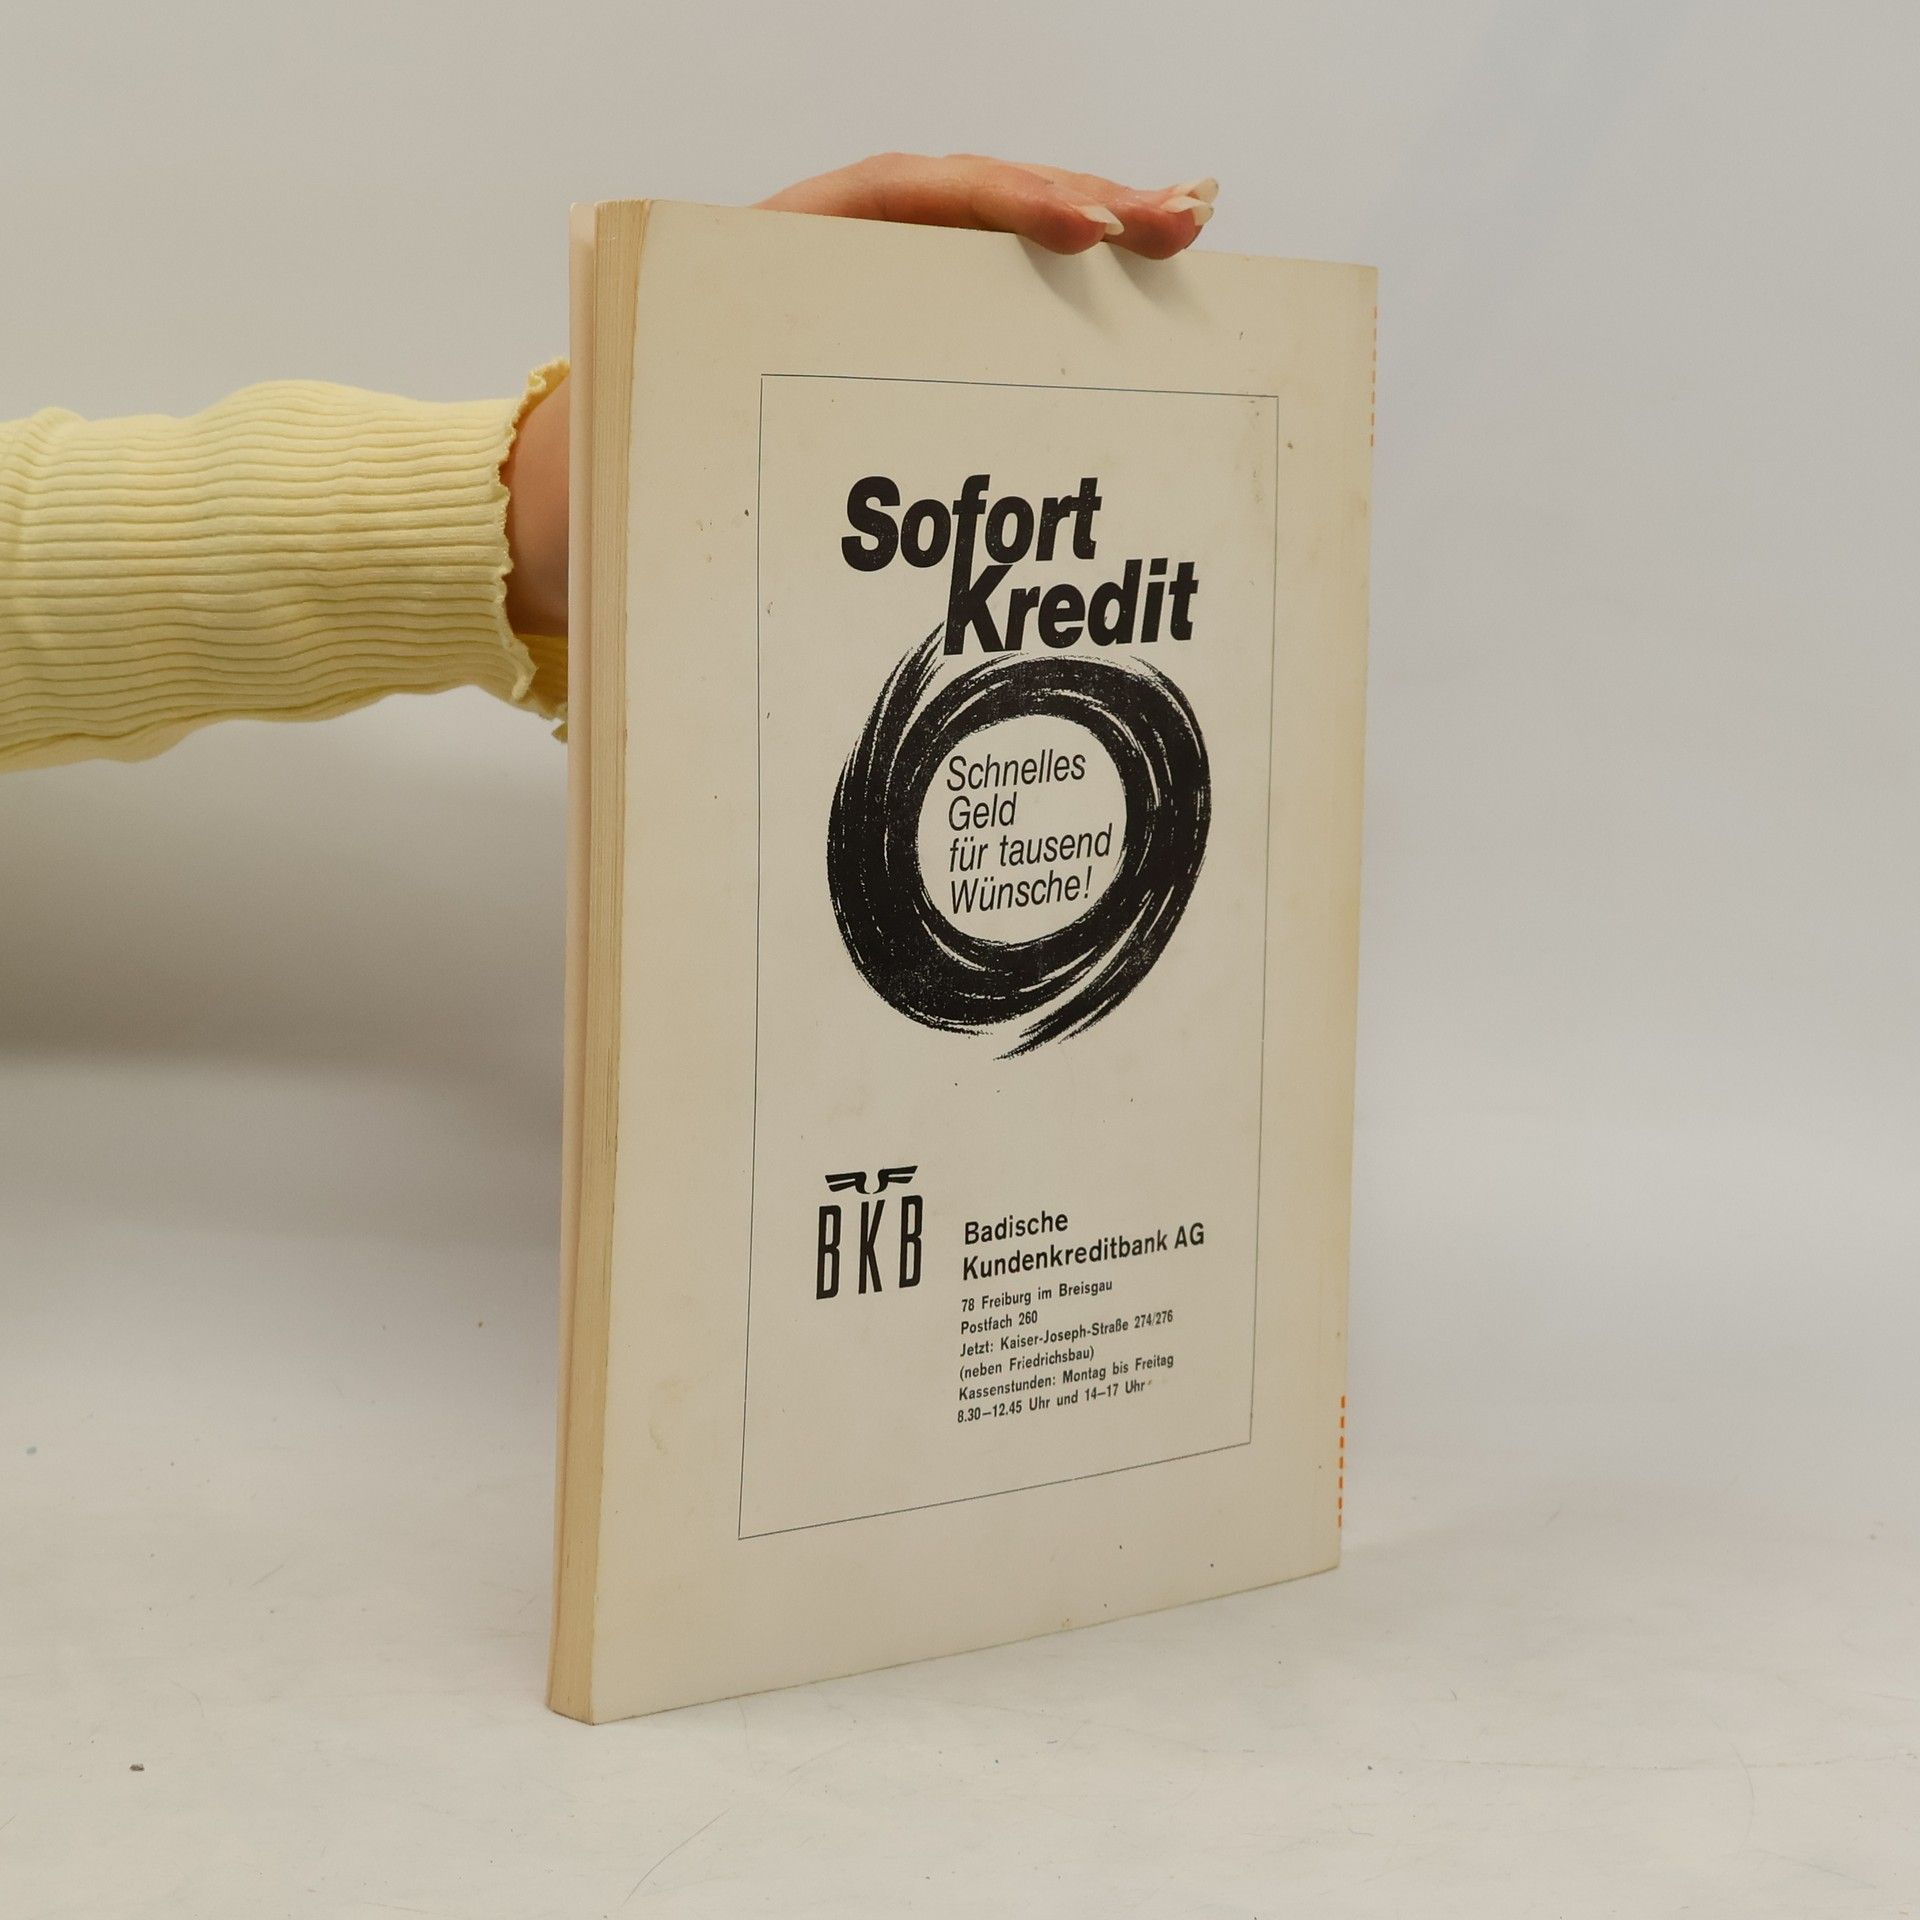 Sofort
Kredit
Schnelles
Geld
für tausend
Wünsche!
BKB
Badische
Kundenkreditbank AG
78 Freiburg im Breisgau
Postfach 260
Jetzt: Kaiser-Joseph-Straße 274/276
(neben Friedrichsbau)
Kassenstunden: Montag bis Freitag
8.30–12.45 Uhr und 14–17 Uhr